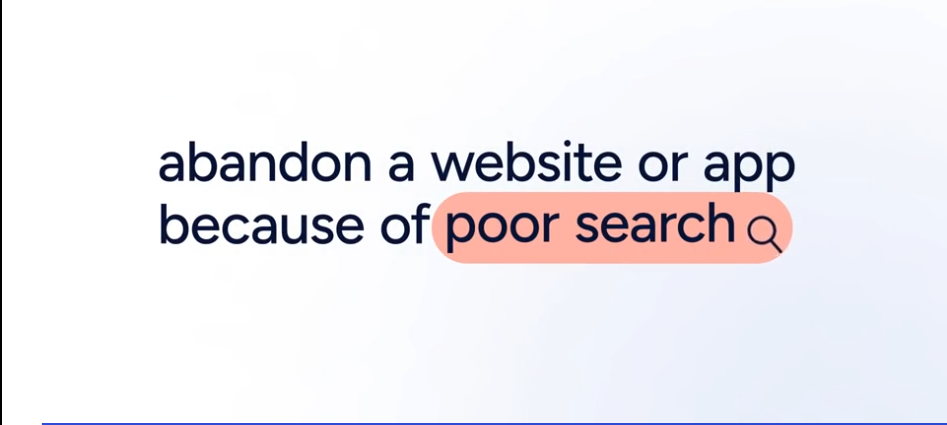 abandon a website or app
because of poor search